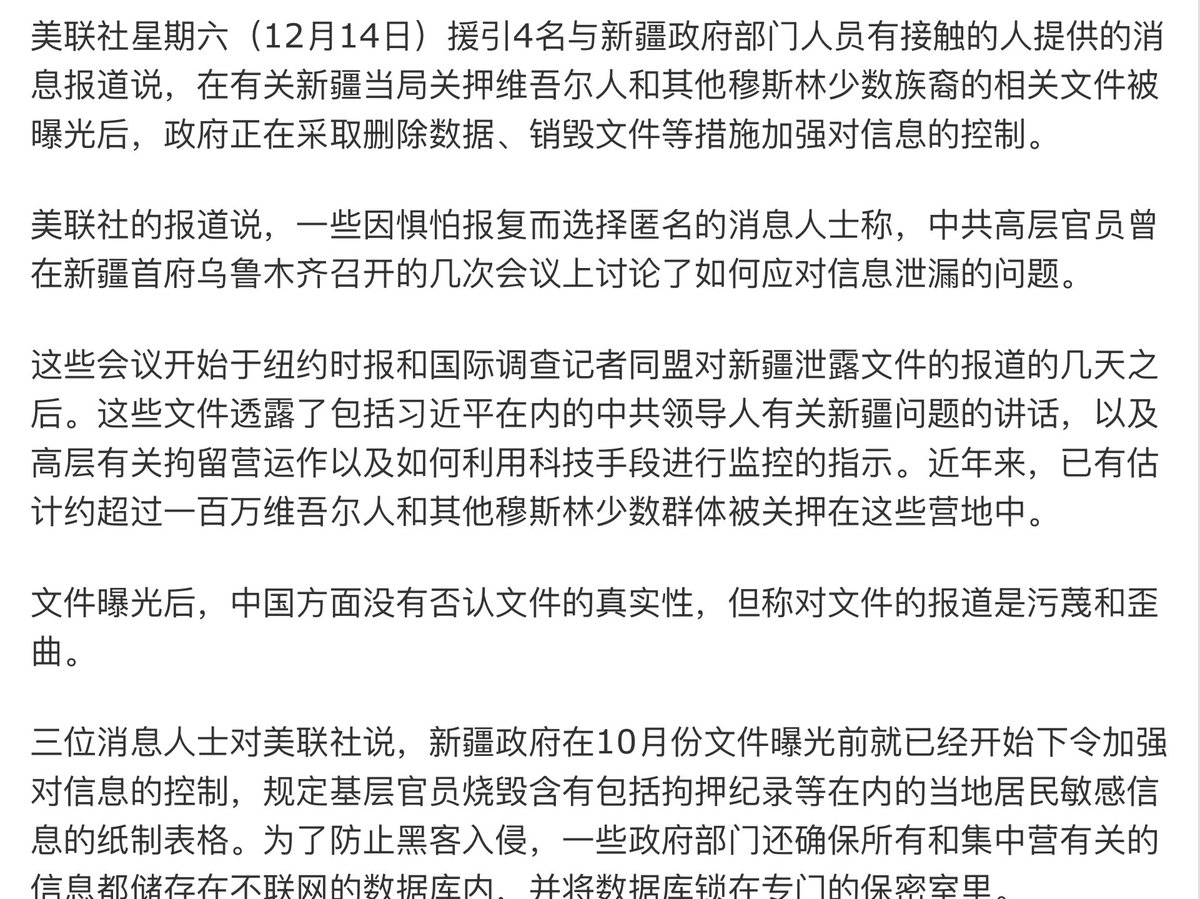 美联社星期六（12月14日）援引4名与新疆政府部门人员有接触的人提供的消
息报道说，在有关新疆当局关押维吾尔人和其他穆斯林少数族裔的相关文件被
曝光后，政府正在采取删除数据、销毁文件等措施加强对信息的控制。
美联社的报道说，一些因惧怕报复而选择匿名的消息人士称，中共高层官员曾
在新疆首府乌鲁木齐召开的几次会议上讨论了如何应对信息泄漏的问题。
这些会议开始于纽约时报和国际调查记者同盟对新疆泄露文件的报道的几天之
后。这些文件透露了包括习近平在内的中共领导人有关新疆问题的讲话，以及
高层有关拘留营运作以及如何利用科技手段进行监控的指示。近年来，已有估
计约超过一百万维吾尔人和其他穆斯林少数群体被关押在这些营地中。
文件曝光后，中国方面没有否认文件的真实性，但称对文件的报道是污蔑和歪
曲。
三位消息人士对美联社说，新疆政府在10月份文件曝光前就已经开始下令加强
对信息的控制，规定基层官员烧毁含有包括拘押纪录等在内的当地居民敏感信
息的纸制表格。为了防止黑客入侵，一些政府部门还确保所有和集中营有关的
信息都储存在不联网的数据库内，并将数据库锁在专门的保密室里。